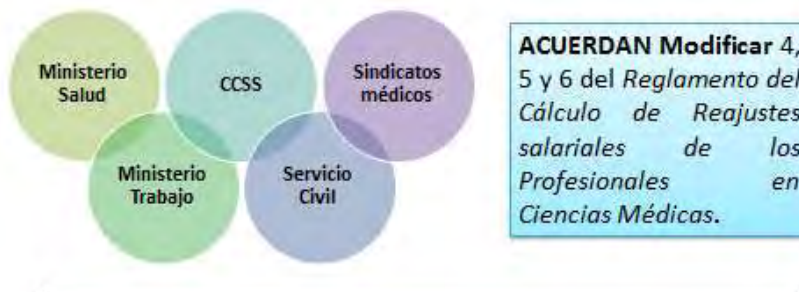 Ministerio
Salud
CCSS
Sindicatos
médicos
Ministerio
Trabajo
Servicio
Civil
ACUERDAN Modificar 4,
5 y 6 del Reglamento del
Cálculo de Reajustes
salariales de los
Profesionales en
Ciencias Médicas.